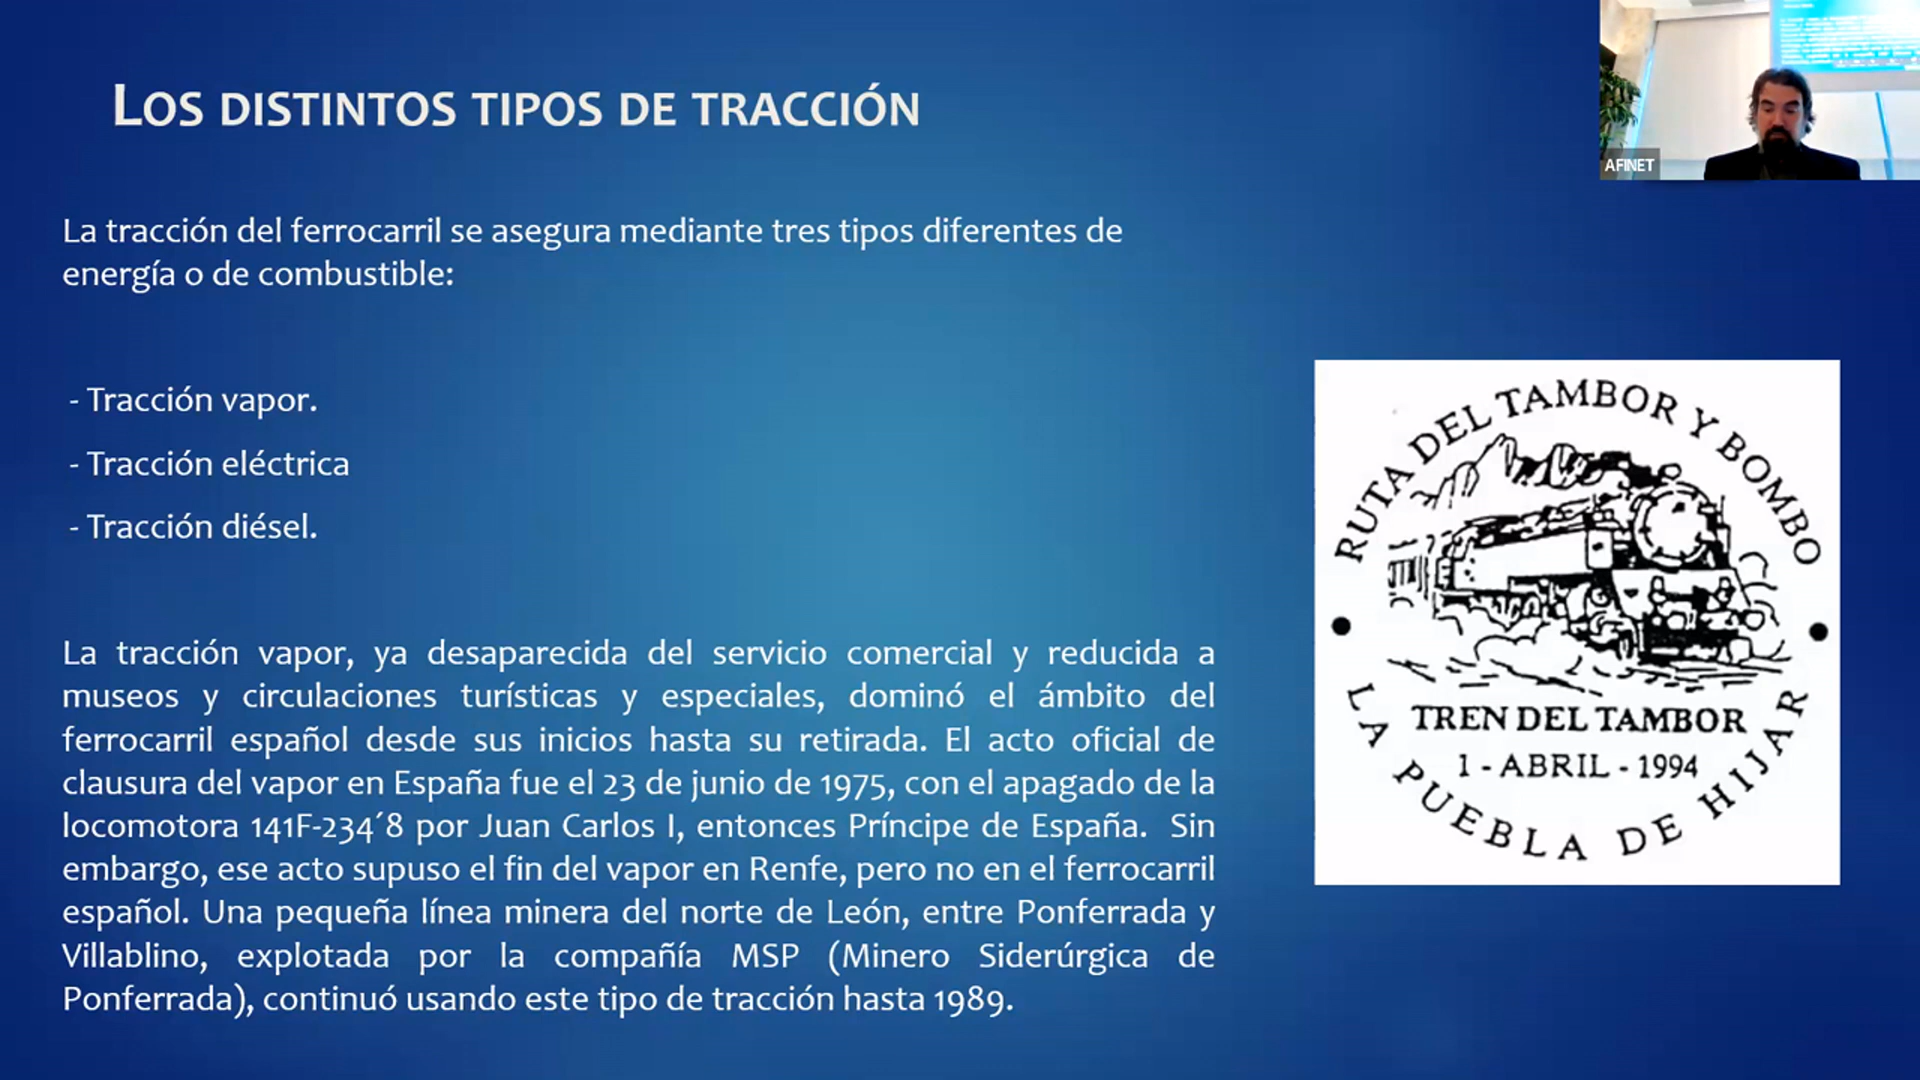 LOS DISTINTOS TIPOS DE TRACCIÓN
AFINET
La tracción del ferrocarril se asegura mediante tres tipos diferentes de
energía o de combustible:
- Tracción vapor.
- Tracción eléctrica
- Tracción diésel.
La tracción vapor, ya desaparecida del servicio comercial y reducida a
museos y circulaciones turísticas y especiales, dominó el ámbito del
ferrocarril español desde sus inicios hasta su retirada. El acto oficial de
clausura del vapor en España fue el 23 de junio de 1975, con el apagado de la
locomotora 141F-234´8 por Juan Carlos I, entonces Príncipe de España. Sin
embargo, ese acto supuso el fin del vapor en Renfe, pero no en el ferrocarril
español. Una pequeña línea minera del norte de León, entre Ponferrada y
Villablino, explotada por la compañía MSP (Minero Siderúrgica de
Ponferrada), continuó usando este tipo de tracción hasta 1989.
RUTA DEL TAMBOR Y BOMBO
TREN DEL TAMBOR
1 - ABRIL - 1994
LA PUEBLA DE HIJAR